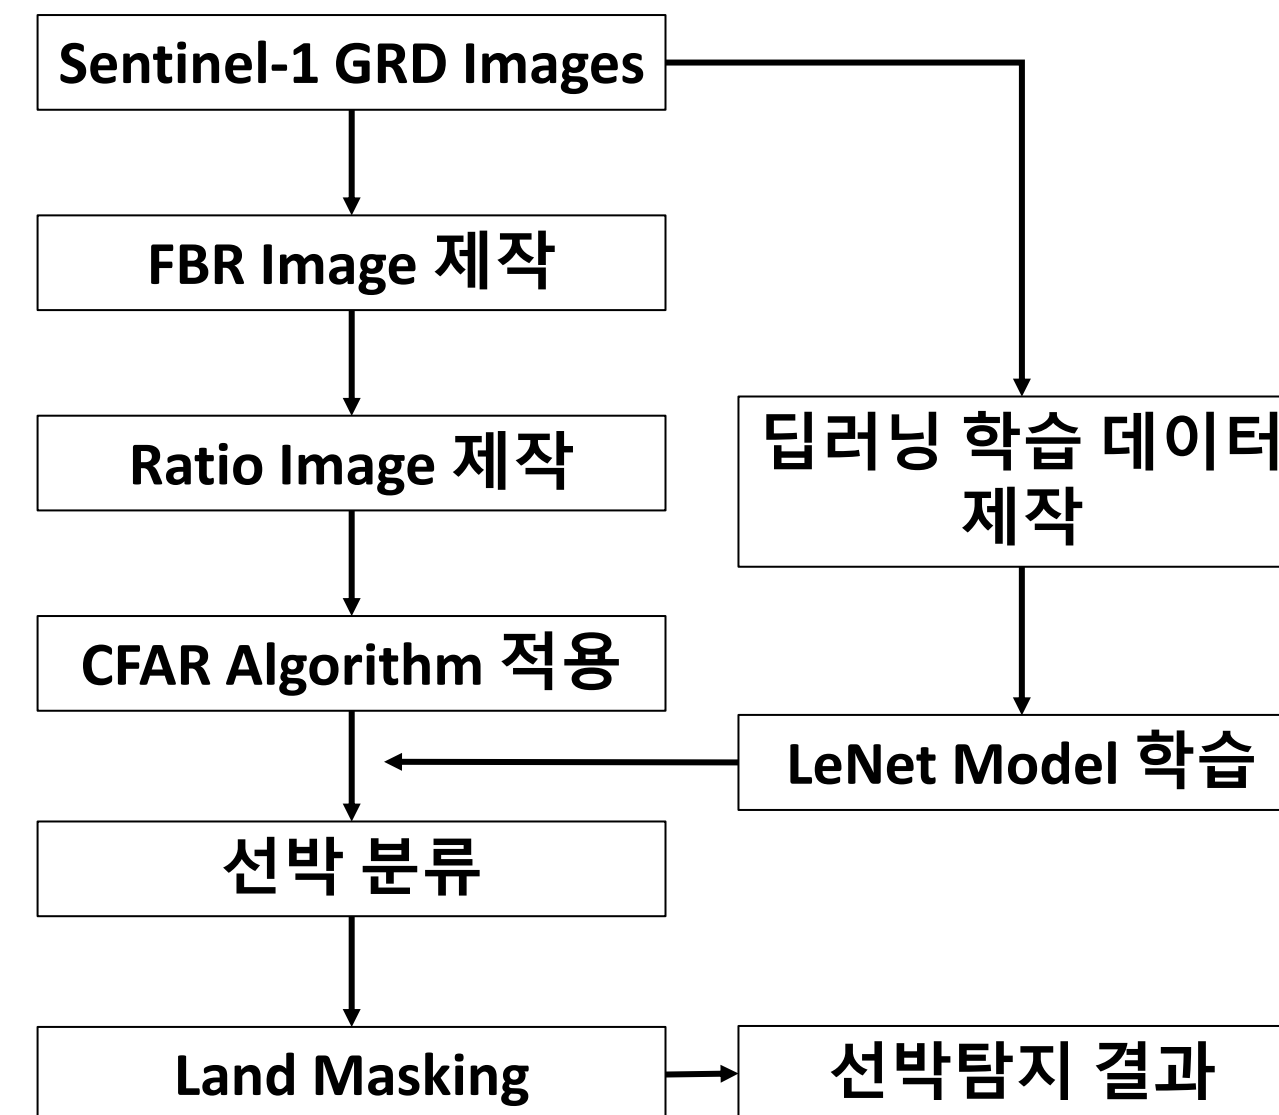 Sentinel-1 GRD Images
FBR Image 제작
Ratio Image 제작
딥러닝 학습 데이터
제작
CFAR Algorithm 적용
LeNet Model 학습
선박 분류
Land Masking
선박탐지 결과